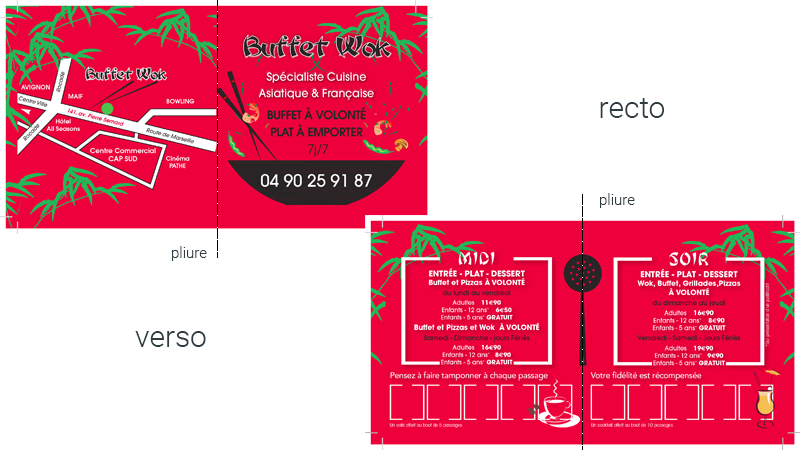 Buffet Wok
AVIGNON
Rocade
MAIF
Centre Ville
141, av. Pierre Semard
BOWLING
Rocade
Hôtel
All Seasons
Route de Marseille
Centre Commercial
CAP SUD
Cinéma
PATHE
Buffet Wok
Spécialiste Cuisine
Asiatique & Française
BUFFET À VOLONTÉ
PLAT À EMPORTER
7j/7
04 90 25 91 87
recto
pliure
pliure
verso
MIDI
ENTRÉE - PLAT - DESSERT
Buffet et Pizzas À VOLONTÉ
du lundi au vendredi
Adultes 11€90
Enfants - 12 ans* 6€50
Enfants - 5 ans* GRATUIT
Buffet et Pizzas et Wok À VOLONTÉ
Samedi - Dimanche - Jours Fériés
Adultes 16€90
Enfants - 12 ans* 8€90
Enfants - 5 ans* GRATUIT
Pensez à faire tamponner à chaque passage
Un café offert au bout de 5 passages
SOIR
ENTRÉE - PLAT - DESSERT
Wok, Buffet, Grillades,Pizzas
À VOLONTÉ
du dimanche au jeudi
Adultes 16€90
Enfants - 12 ans* 8€90
Enfants - 5 ans* GRATUIT
Vendredi - Samedi - Jours Fériés
Adultes 19€90
Enfants - 12 ans* 9€90
Enfants - 5 ans* GRATUIT
Votre fidélité est récompensée
Un cocktail offert au bout de 10 passages